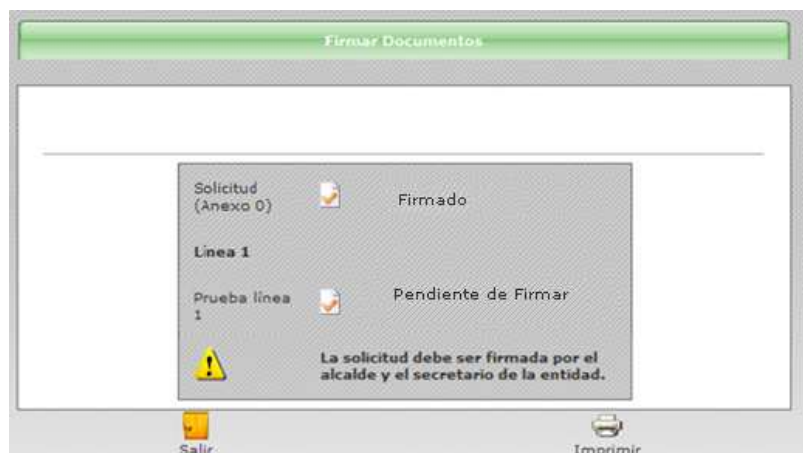 Firmar Documentos
Solicitud
(Anexo 0)
Firmado
Línea 1
Prueba línea
1
Pendiente de Firmar
La solicitud debe ser firmada por el
alcalde y el secretario de la entidad.
Salir
Imprimir